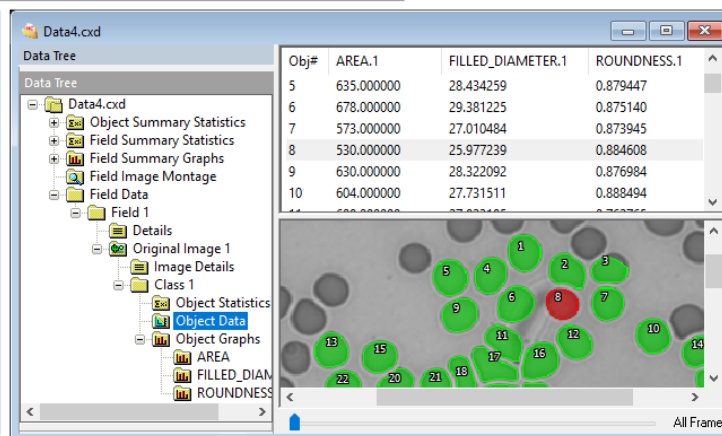 Data4.cxd
Data Tree
Data Tree
Data4.cxd
Object Summary Statistics
Field Summary Statistics
Field Summary Graphs
Field Image Montage
Field Data
Field 1
Details
Original Image 1
Image Details
Class 1
Object Statistics
Object Data
Object Graphs
AREA
FILLED_DIAM
ROUNDNESS
Obj# AREA.1 FILLED_DIAMETER.1 ROUNDNESS.1
5 635.000000 28.434259 0.879447
6 678.000000 29.381225 0.875140
7 573.000000 27.010484 0.873945
8 530.000000 25.977239 0.884608
9 630.000000 28.322092 0.876984
10 604.000000 27.731511 0.888494
1
2
3
4
5
6
7
8
9
10
11
12
13
14
15
16
17
18
20
21
22
All Frame